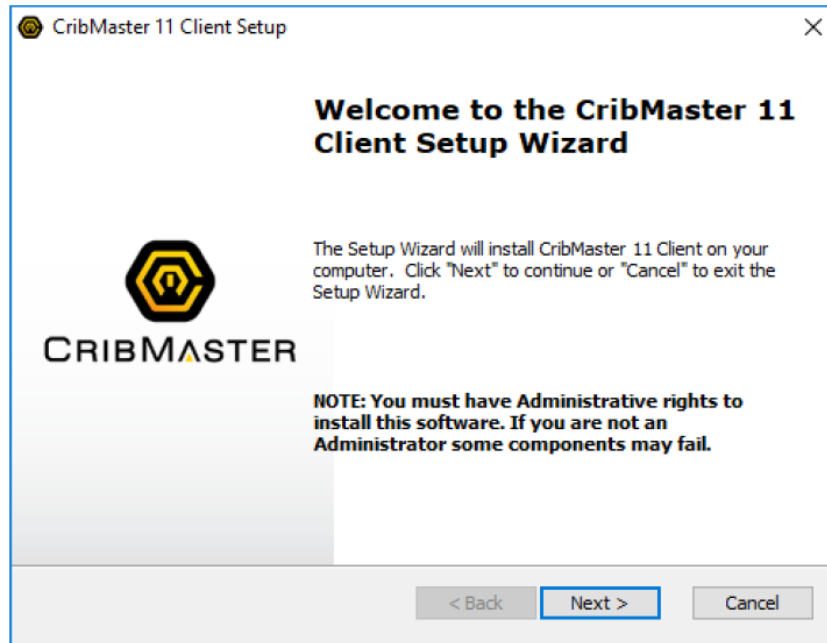 CribMaster 11 Client Setup
Welcome to the CribMaster 11
Client Setup Wizard
The Setup Wizard will install CribMaster 11 Client on your
computer. Click "Next" to continue or "Cancel" to exit the
Setup Wizard.
CRIBMASTER
NOTE: You must have Administrative rights to
install this software. If you are not an
Administrator some components may fail.
< Back
Next >
Cancel